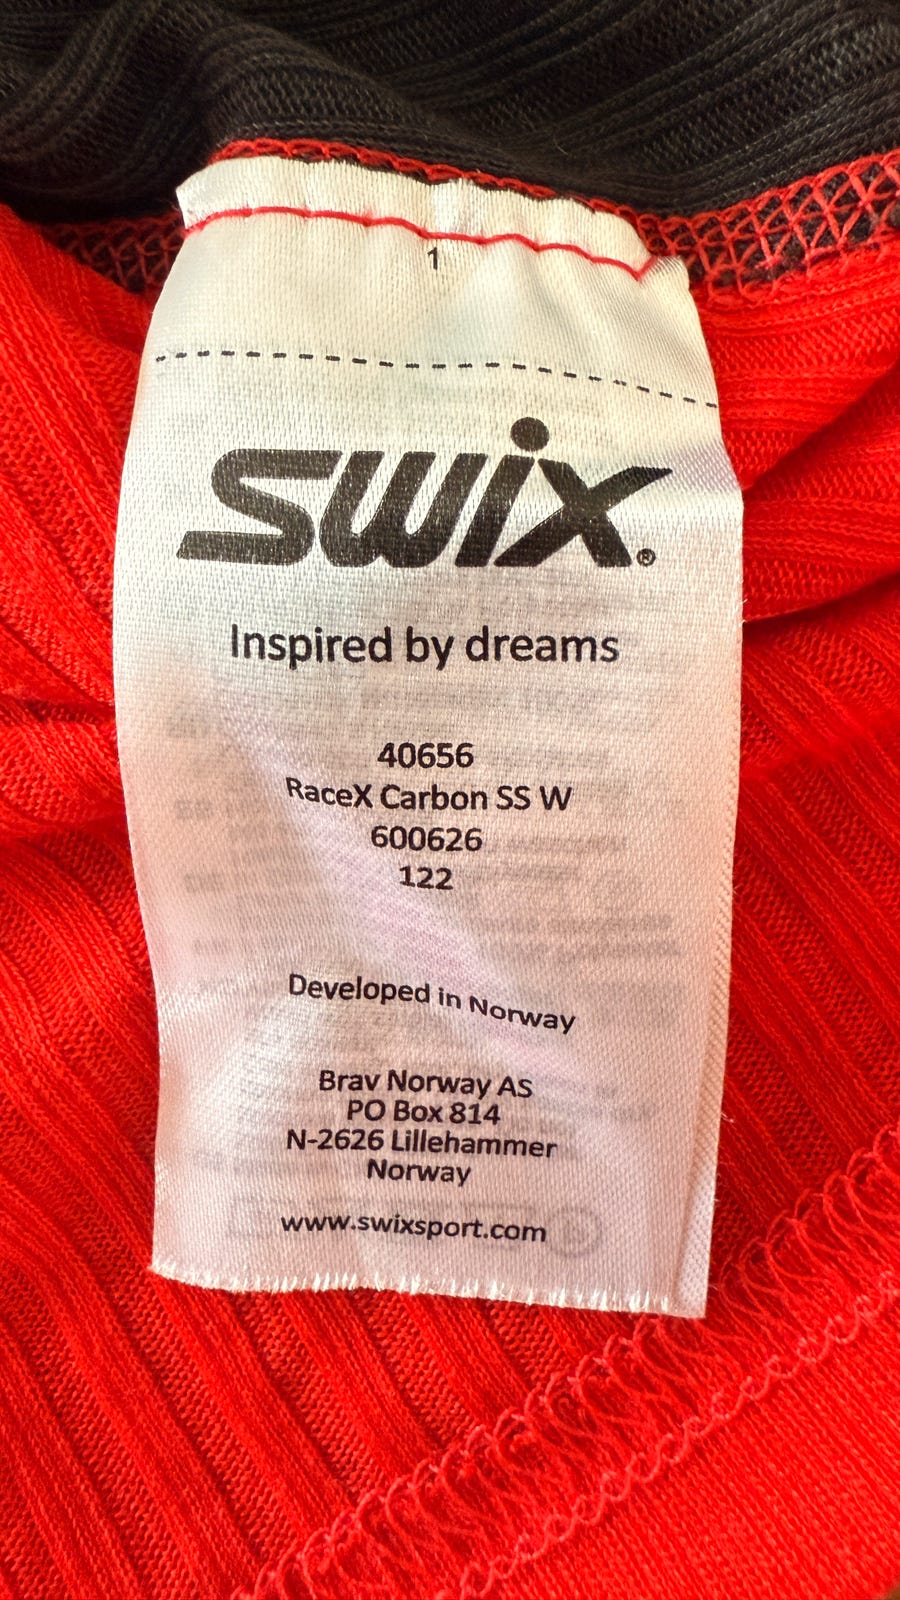 1
swix®
Inspired by dreams
40656
RaceX Carbon SS W
600626
122
Developed in Norway
Brav Norway AS
PO Box 814
N-2626 Lillehammer
Norway
www.swixsport.com